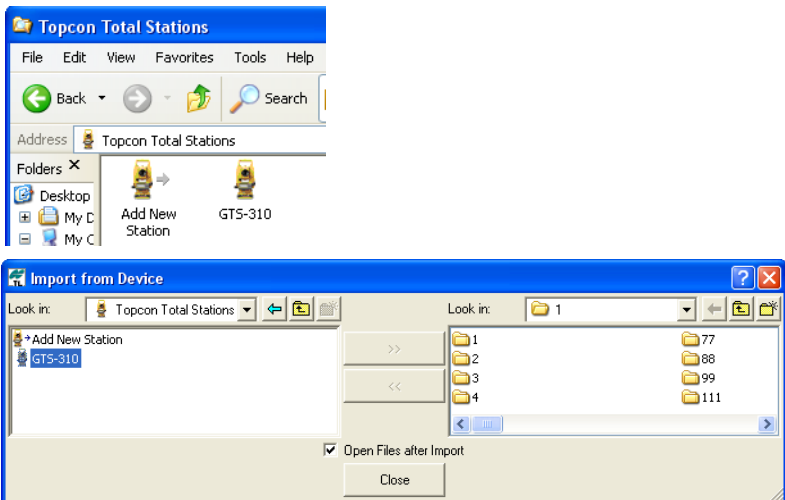 Topcon Total Stations
File Edit View Favorites Tools Help
Back Search
Address Topcon Total Stations
Folders X
Desktop
My D
My C
Add New
Station
GTS-310
TL Import from Device
Look in: Topcon Total Stations
Look in: 1
Add New Station
GTS-310
>>
<<
1
2
3
4
77
88
99
111
Open Files after Import
Close